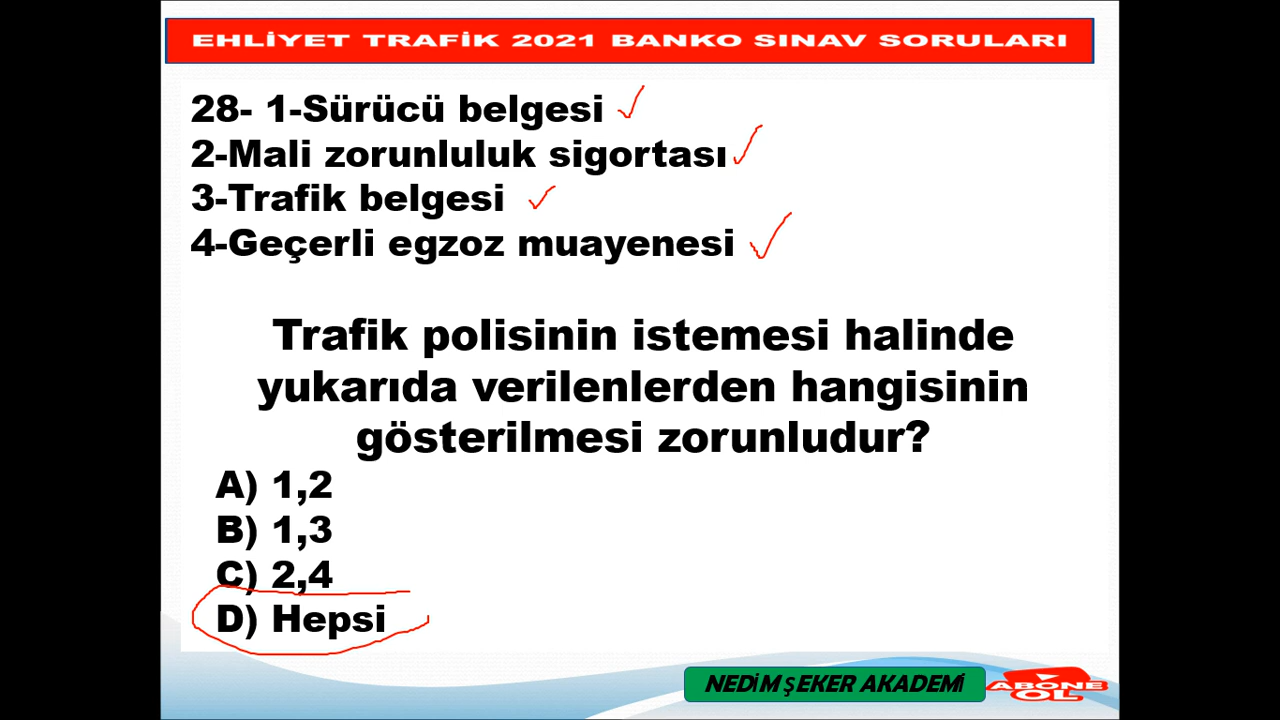 EHLİYET TRAFİK 2021 BANKO SINAV SORULARI
28- 1-Sürücü belgesi
2-Mali zorunluluk sigortası
3-Trafik belgesi
4-Geçerli egzoz muayenesi
Trafik polisinin istemesi halinde
yukarıda verilenlerden hangisinin
gösterilmesi zorunludur?
A) 1,2
B) 1,3
C) 2,4
D) Hepsi
NEDİM ŞEKER AKADEMİ
ABONE
OL